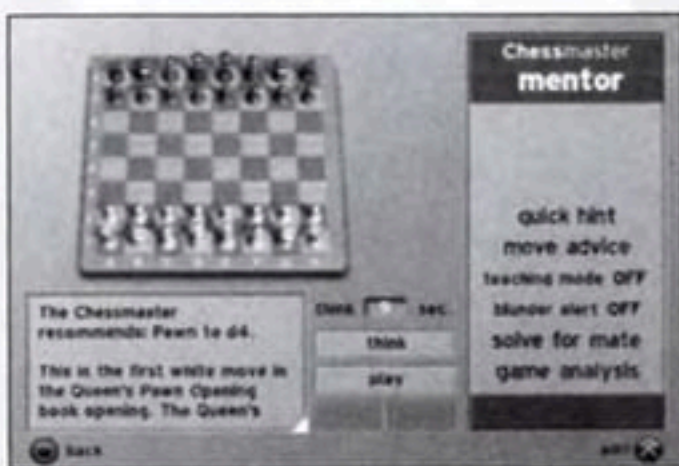 Chessmaster
mentor
quick hint
move advice
teaching mode OFF
blunder alert OFF
solve for mate
game analysis
The Chessmaster
recommends: Pawn to d4.
This is the first white move in
the Queen's Pawn Opening
book opening. The Queen's
think
sec.
think
play
back